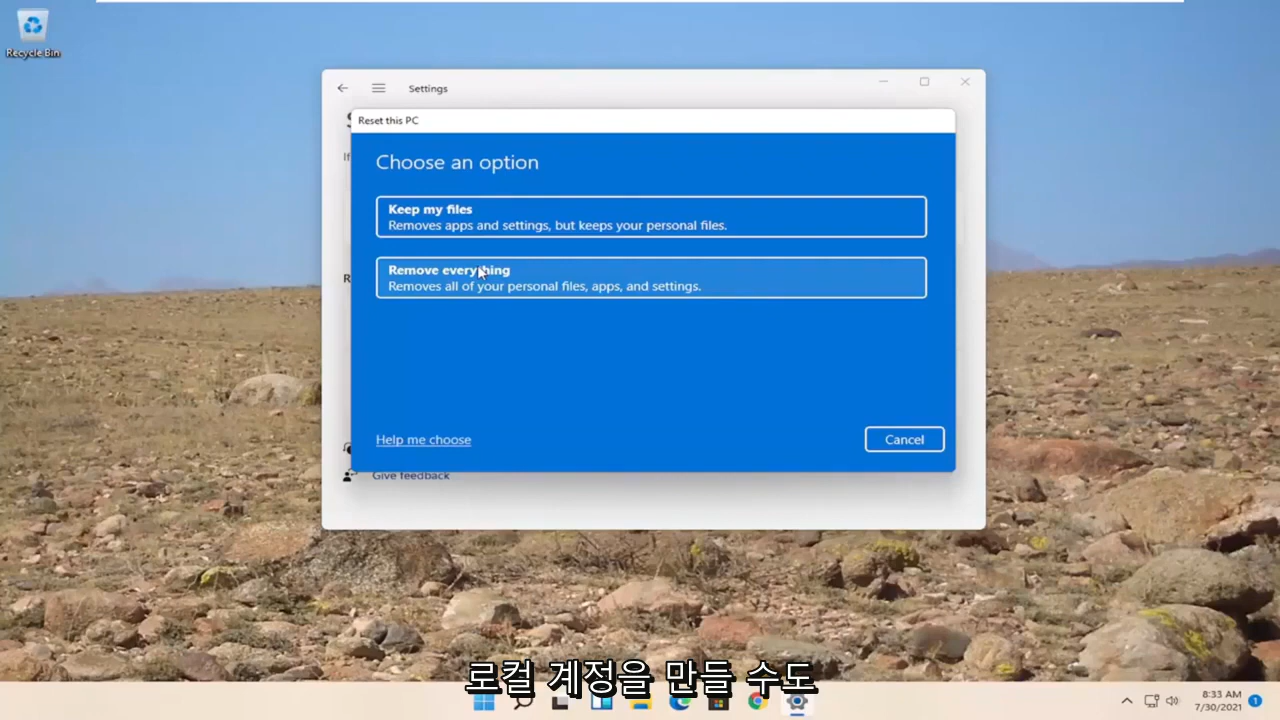 Recycle Bin
Settings
Reset this PC
Choose an option
Keep my files
Removes apps and settings, but keeps your personal files.
Remove everything
Removes all of your personal files, apps, and settings.
Help me choose
Cancel
Give feedback
로컬 계정을 만들 수도
8:33 AM
7/30/2021
1